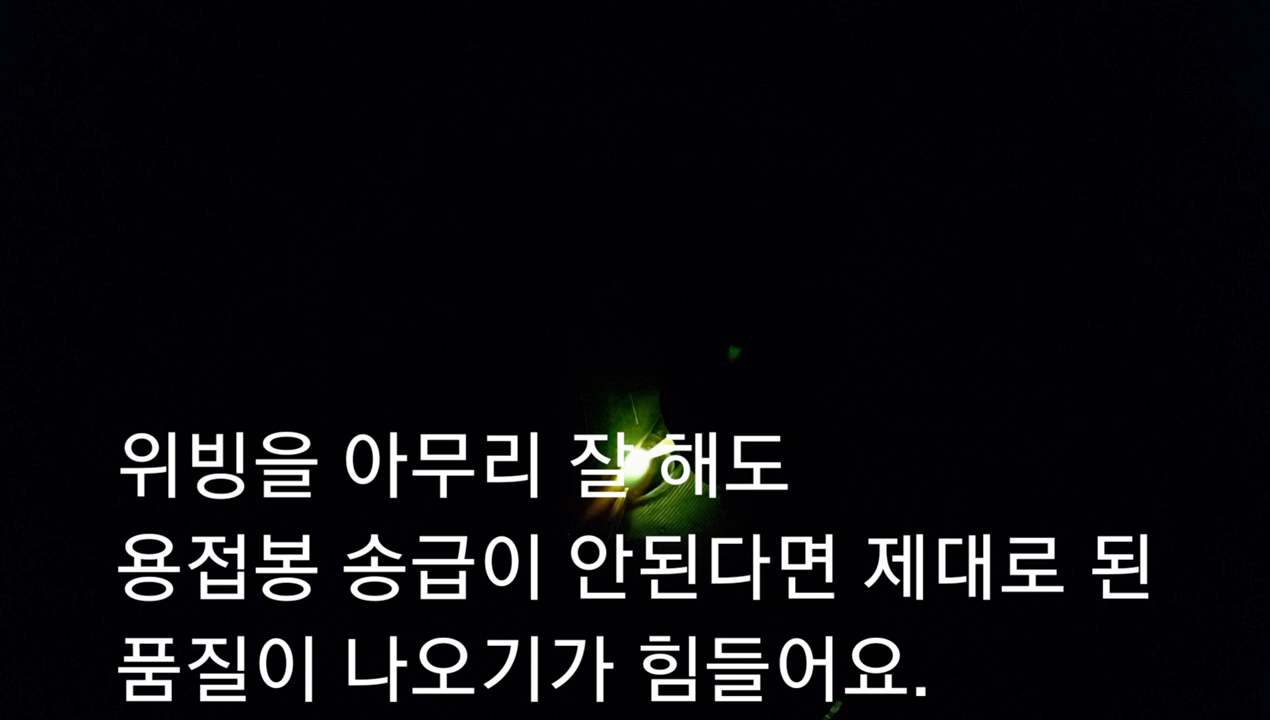 위빙을 아무리 잘 해도
용접봉 송급이 안된다면 제대로 된
품질이 나오기가 힘들어요.